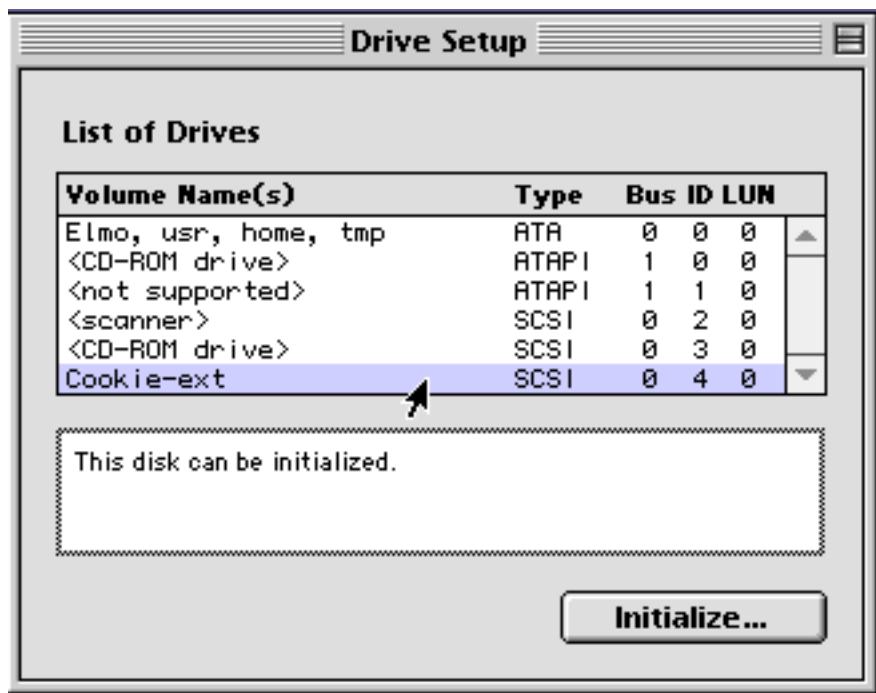 Drive Setup
List of Drives
Volume Name(s) Type Bus ID LUN
Elmo, usr, home, tmp ATA 0 0 0
<CD-ROM drive> ATAPI 1 0 0
<not supported> ATAPI 1 1 0
<scanner> SCSI 0 2 0
<CD-ROM drive> SCSI 0 3 0
Cookie-ext SCSI 0 4 0
This disk can be initialized.
Initialize...